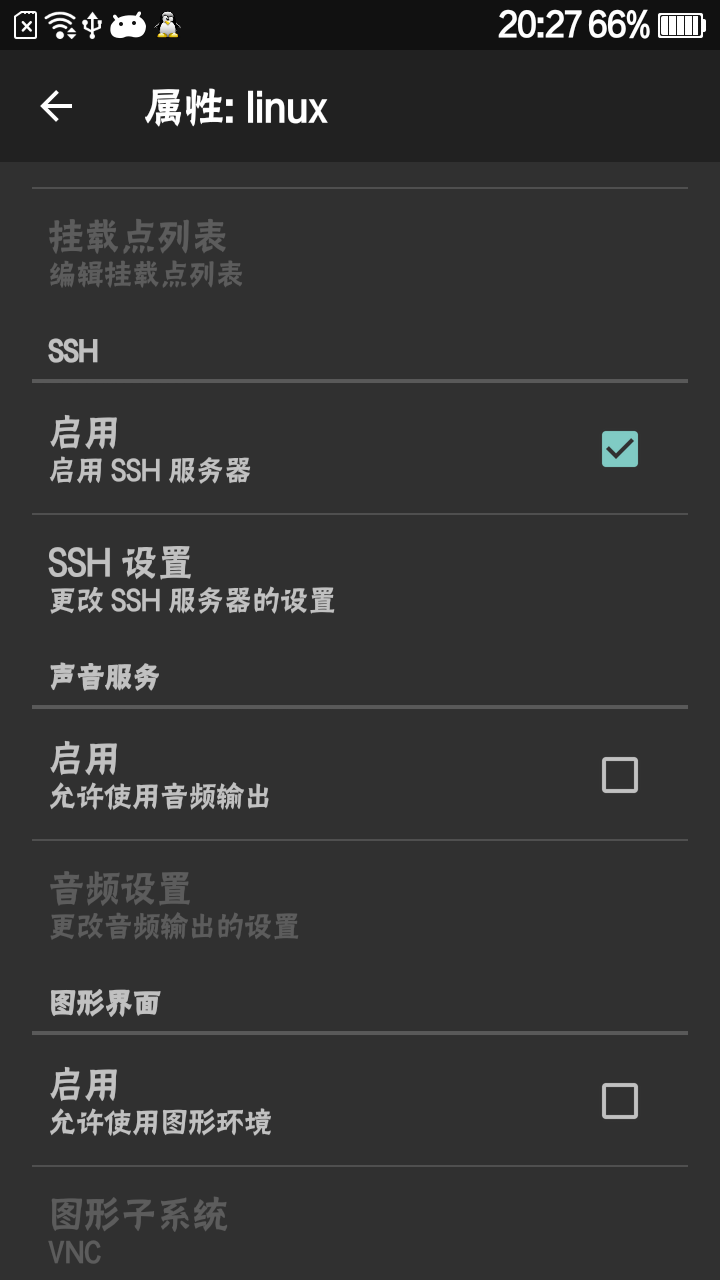 20:27 66%
属性: linux
挂载点列表
编辑挂载点列表
SSH
启用
启用 SSH 服务器
SSH 设置
更改 SSH 服务器的设置
声音服务
启用
允许使用音频输出
音频设置
更改音频输出的设置
图形界面
启用
允许使用图形环境
图形子系统
VNC